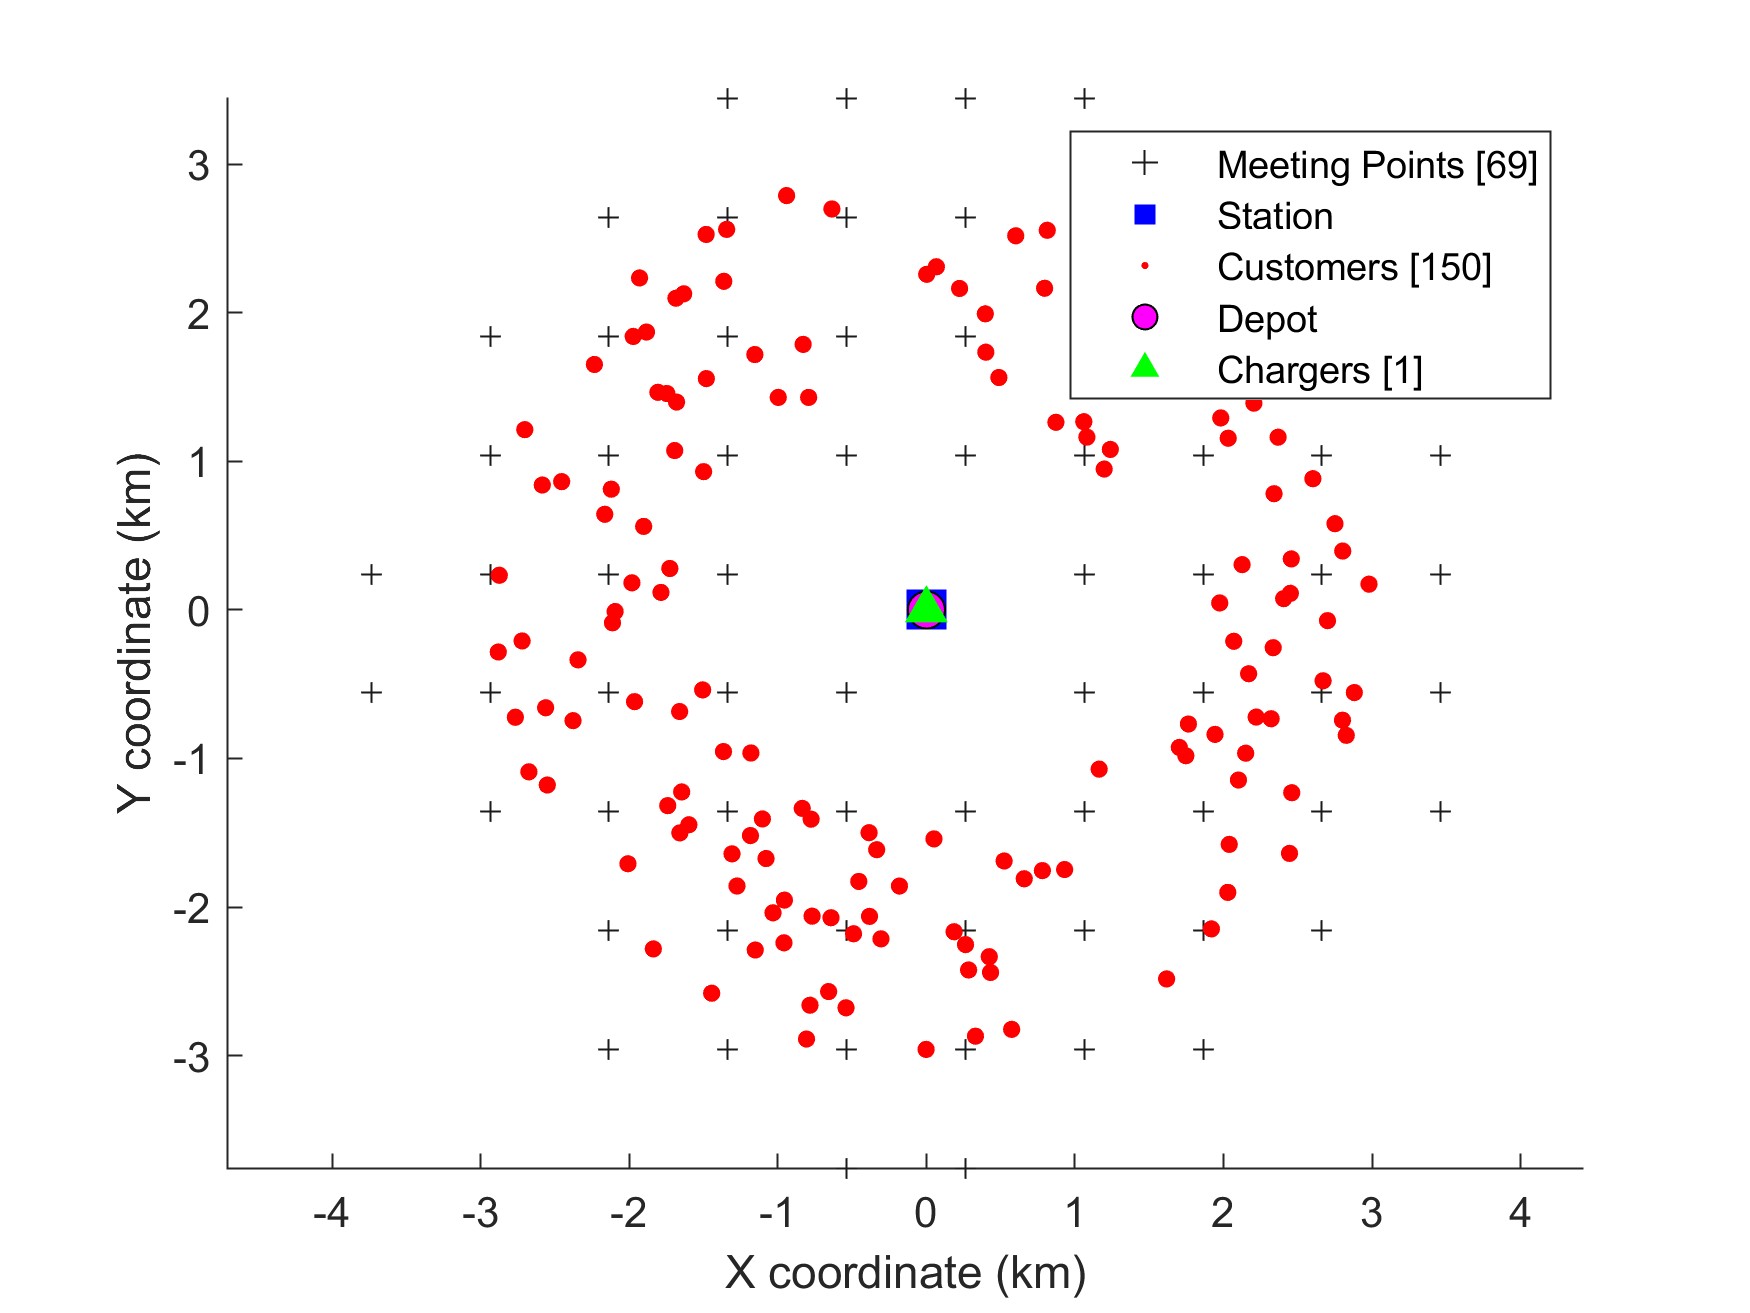 3
2
1
0
-1
-2
-3
Y coordinate (km)
Meeting Points [69]
Station
Customers [150]
Depot
Chargers [1]
-4 -3 -2 -1 0 1 2 3 4
X coordinate (km)